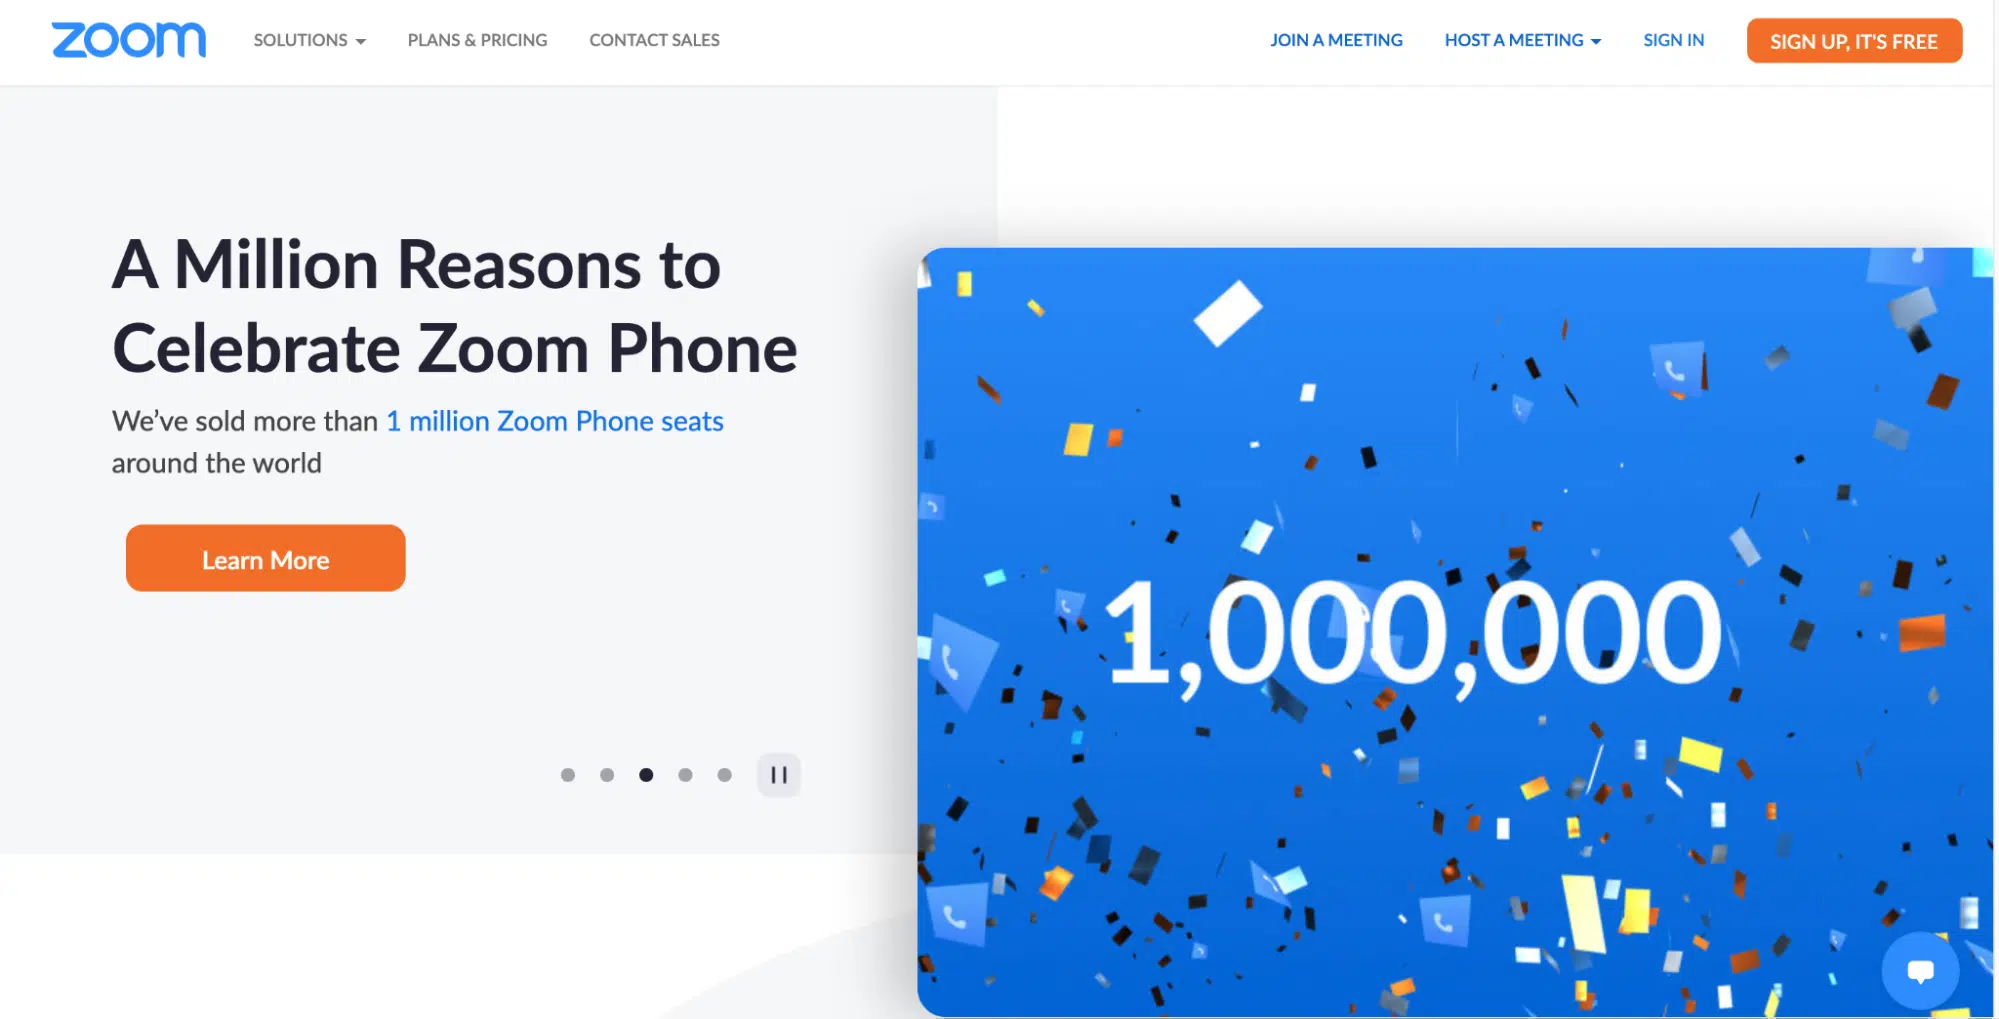 zoom
SOLUTIONS
PLANS & PRICING
CONTACT SALES
JOIN A MEETING
HOST A MEETING
SIGN IN
SIGN UP, IT'S FREE
A Million Reasons to
Celebrate Zoom Phone
We’ve sold more than 1 million Zoom Phone seats
around the world
Learn More
1,000,000